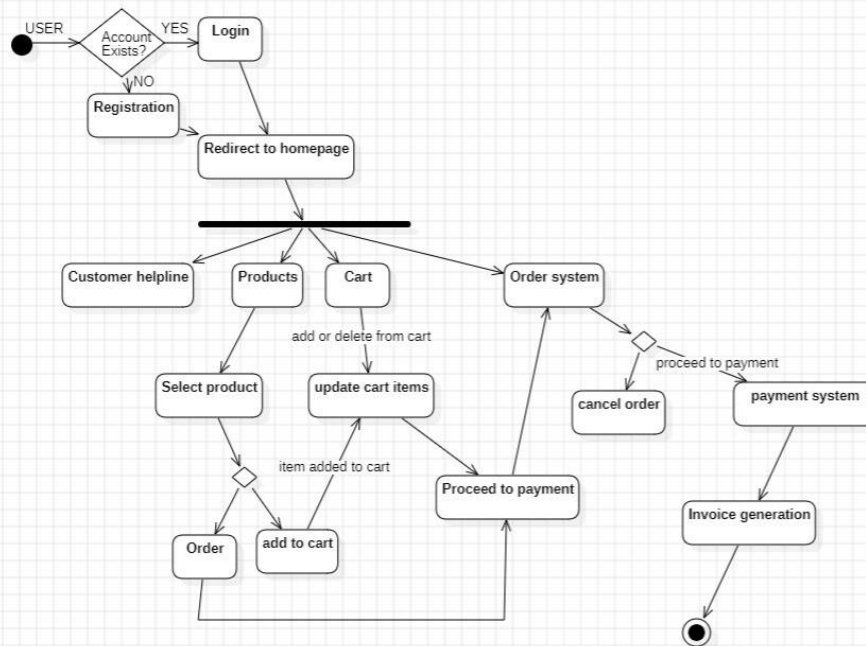 USER
Account
Exists?
YES
Login
NO
Registration
Redirect to homepage
Customer helpline
Products
Cart
Order system
add or delete from cart
proceed to payment
Select product
update cart items
cancel order
payment system
item added to cart
Proceed to payment
Invoice generation
Order
add to cart